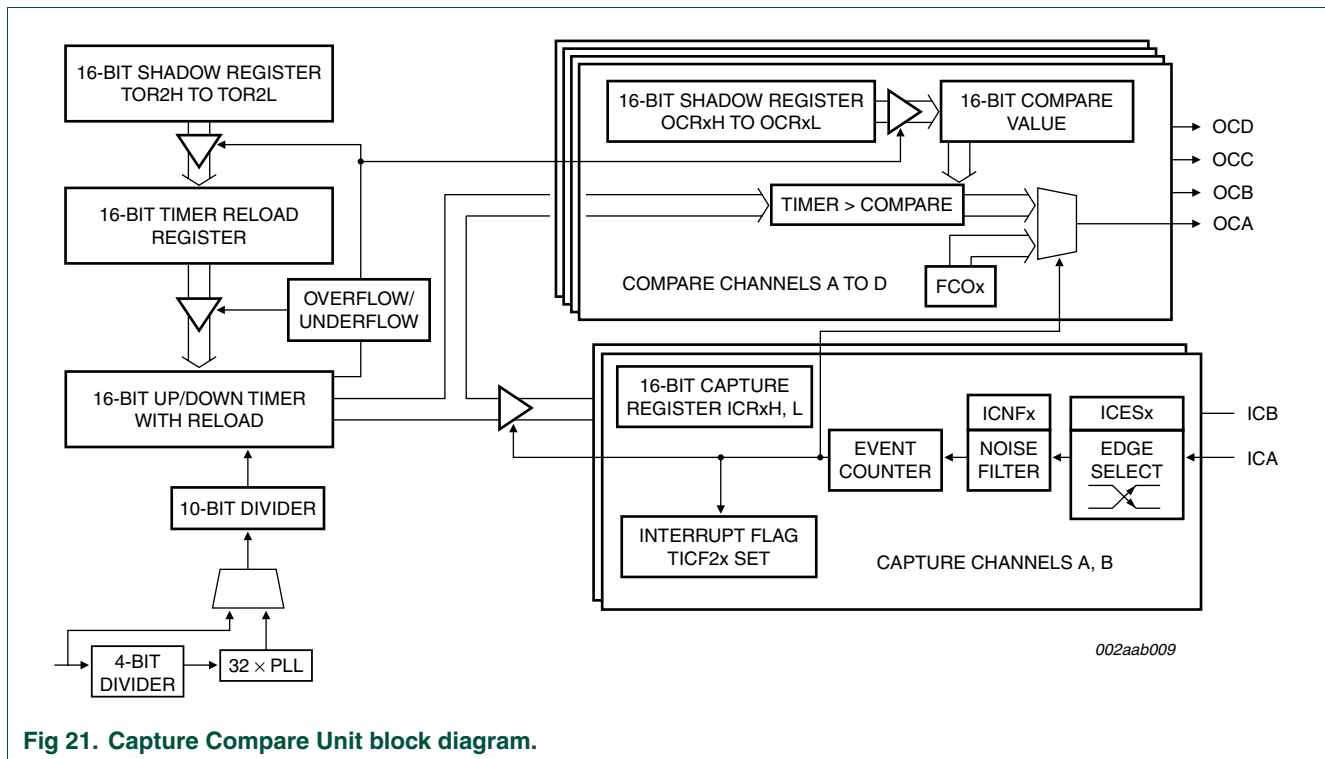 16-BIT SHADOW REGISTER
TOR2H TO TOR2L
16-BIT TIMER RELOAD
REGISTER
OVERFLOW/
UNDERFLOW
16-BIT UP/DOWN TIMER
WITH RELOAD
10-BIT DIVIDER
4-BIT
DIVIDER
32 × PLL
16-BIT SHADOW REGISTER
OCRxH TO OCRxL
16-BIT COMPARE
VALUE
TIMER > COMPARE
FCOx
COMPARE CHANNELS A TO D
OCD
OCC
OCB
OCA
16-BIT CAPTURE
REGISTER ICRxH, L
EVENT
COUNTER
ICNFx
NOISE
FILTER
ICESx
EDGE
SELECT
ICB
ICA
INTERRUPT FLAG
TICF2x SET
CAPTURE CHANNELS A, B
002aab009
Fig 21. Capture Compare Unit block diagram.